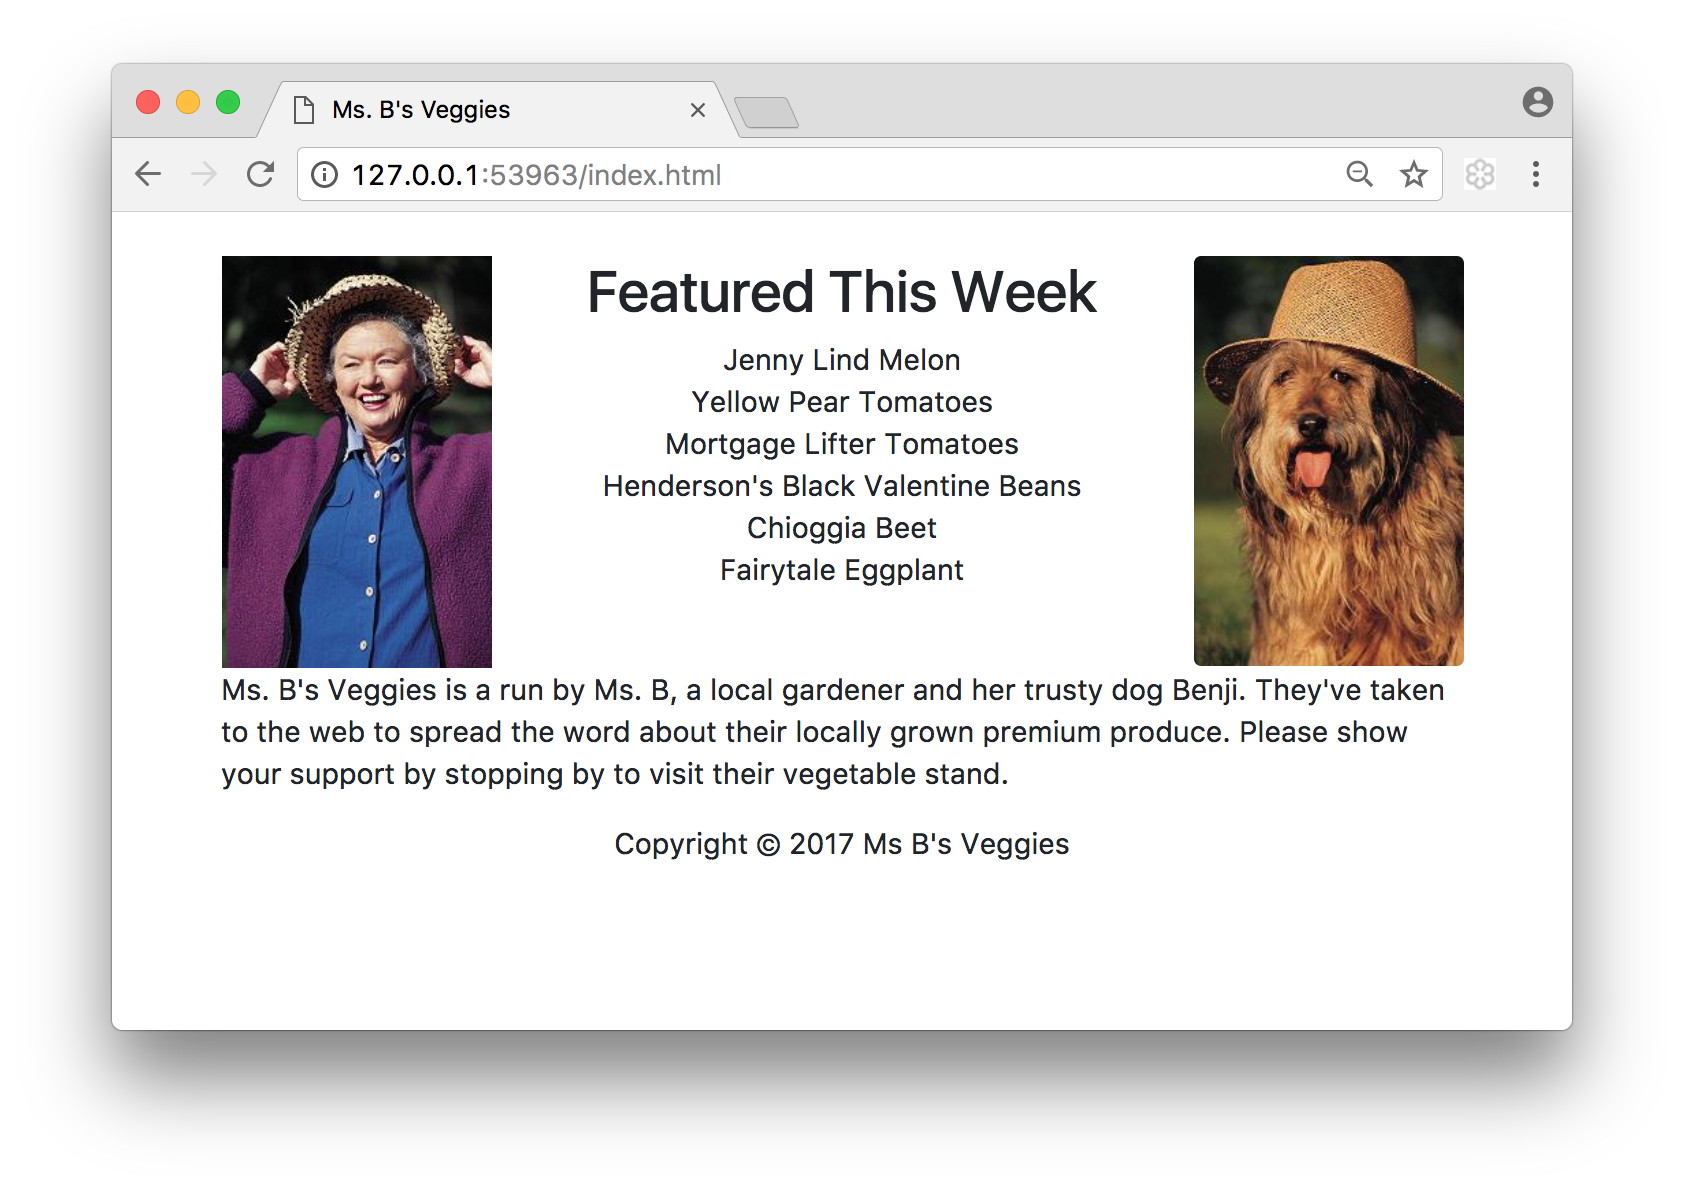 Ms. B's Veggies
127.0.0.1:53963/index.html
Featured This Week
Jenny Lind Melon
Yellow Pear Tomatoes
Mortgage Lifter Tomatoes
Henderson's Black Valentine Beans
Chioggia Beet
Fairytale Eggplant
Ms. B's Veggies is a run by Ms. B, a local gardener and her trusty dog Benji. They've taken
to the web to spread the word about their locally grown premium produce. Please show
your support by stopping by to visit their vegetable stand.
Copyright © 2017 Ms B's Veggies